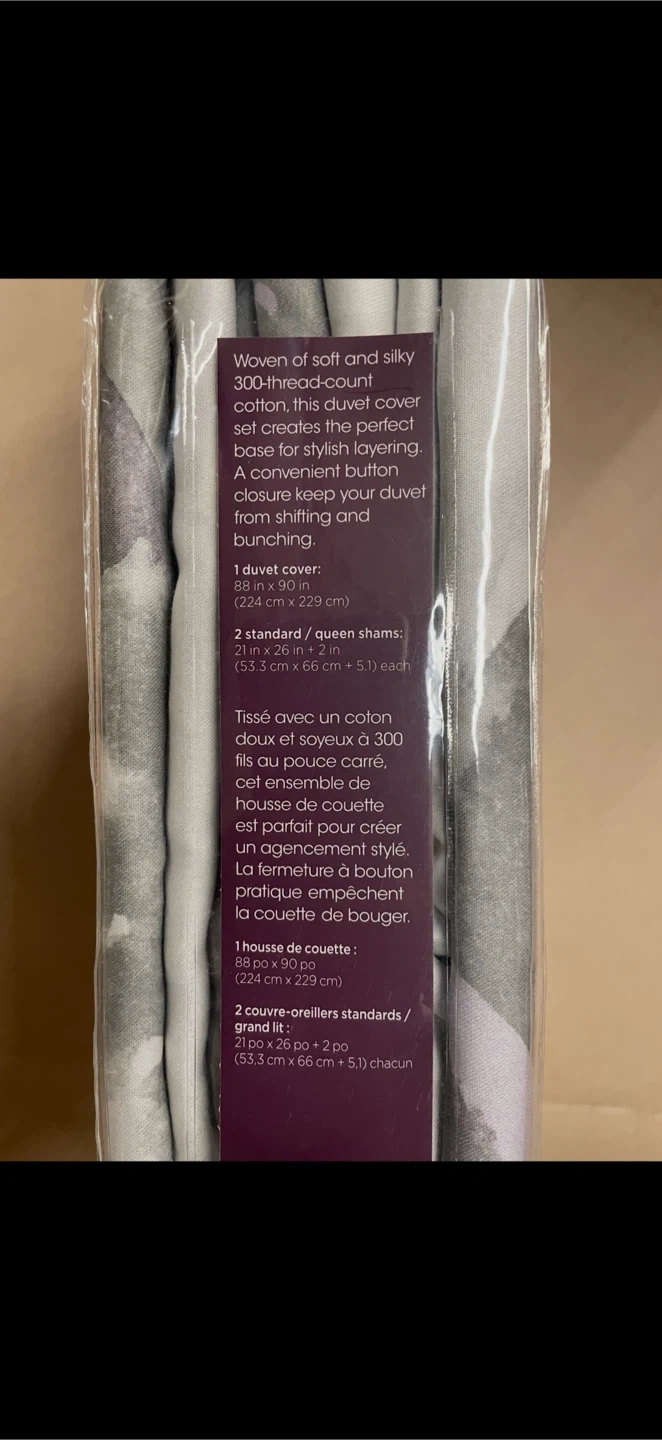 Woven of soft and silky
300-thread-count
cotton, this duvet cover
set creates the perfect
base for stylish layering.
A convenient button
closure keep your duvet
from shifting and
bunching.
1 duvet cover:
88 in x 90 in
(224 cm x 229 cm)
2 standard / queen shams:
21 in x 26 in + 2 in
(53.3 cm x 66 cm + 5.1) each
Tissé avec un coton
doux et soyeux à 300
fils au pouce carré,
cet ensemble de
housse de couette
est parfait pour créer
un agencement stylé.
La fermeture à bouton
pratique empêchent
la couette de bouger.
1 housse de couette :
88 po x 90 po
(224 cm x 229 cm)
2 couvre-oreillers standards /
grand lit :
21 po x 26 po + 2 po
(53,3 cm x 66 cm + 5,1) chacun